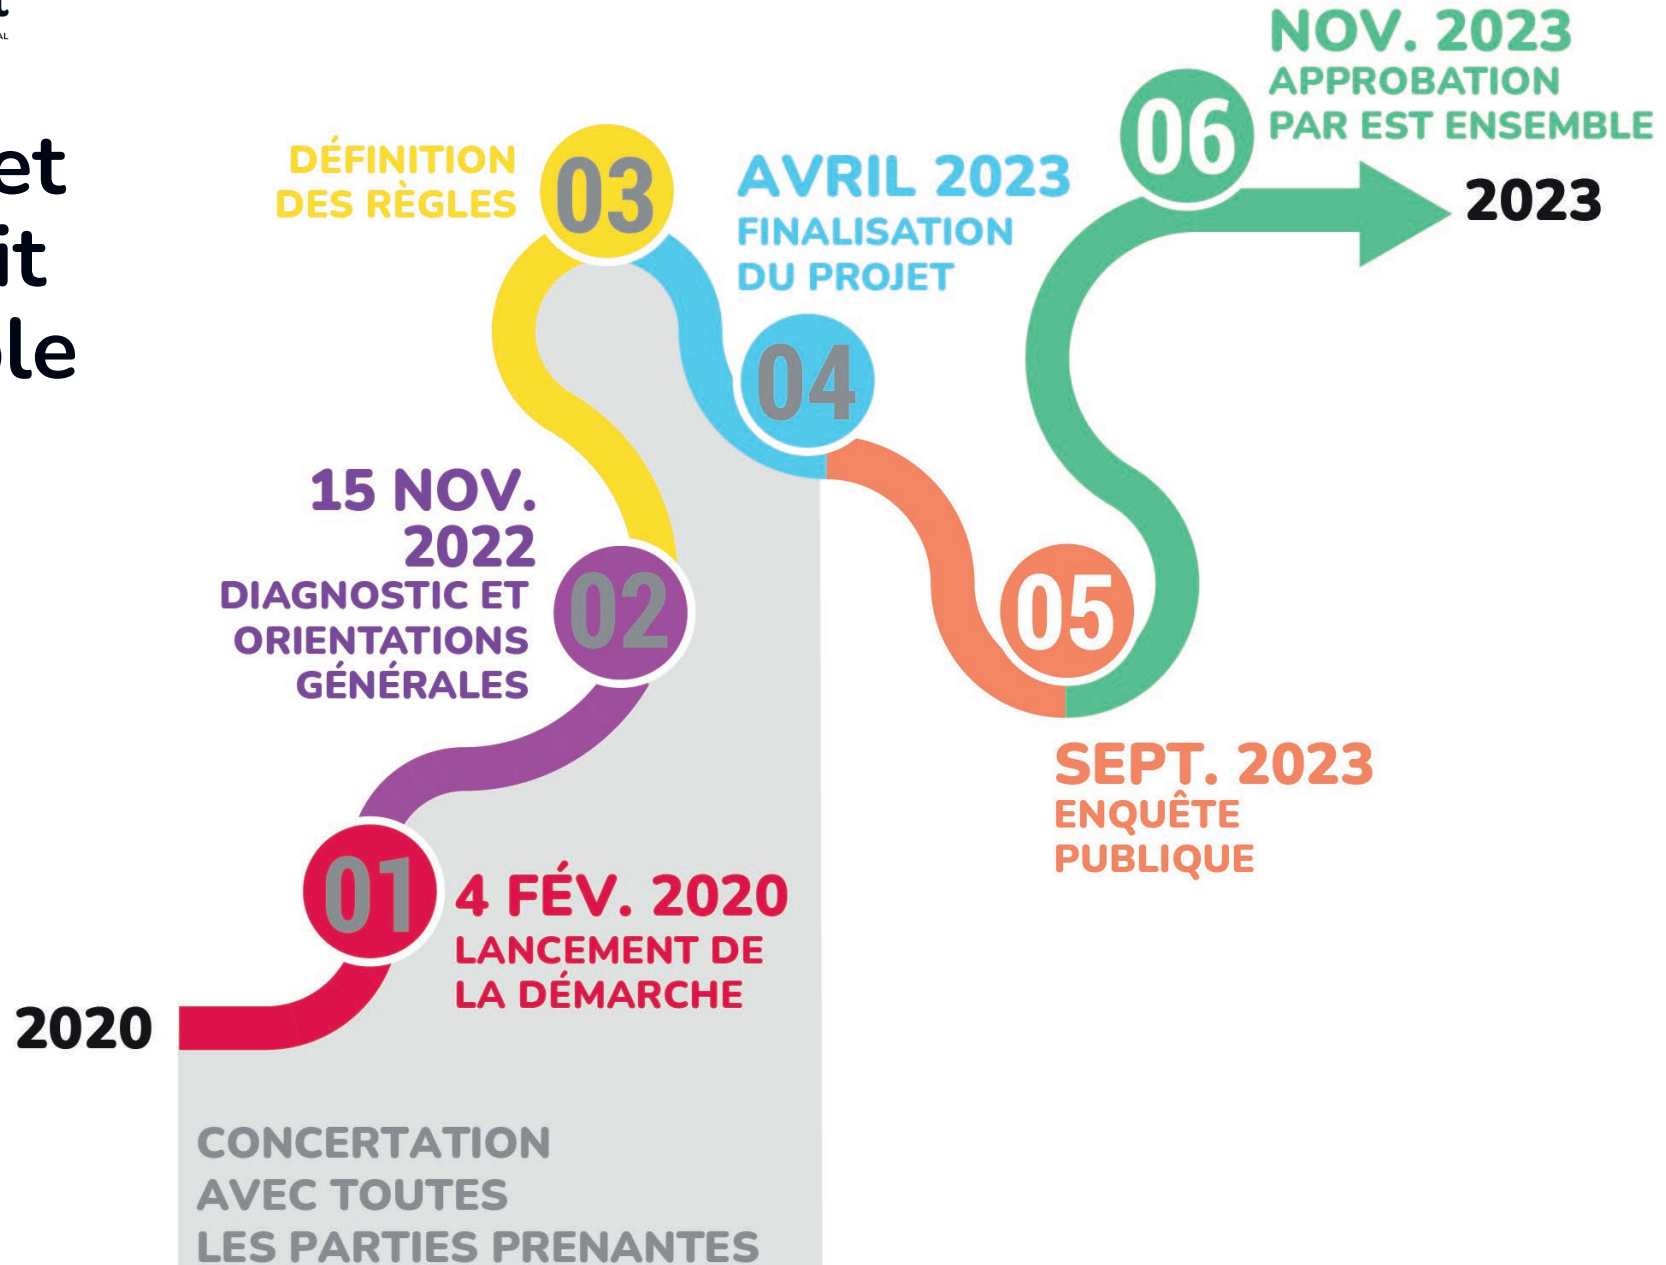 et
it
2020
01
4 FÉV. 2020
LANCEMENT DE
LA DÉMARCHE
02
15 NOV.
2022
DIAGNOSTIC ET
ORIENTATIONS
GÉNÉRALES
03
DÉFINITION
DES RÈGLES
04
AVRIL 2023
FINALISATION
DU PROJET
05
SEPT. 2023
ENQUÊTE
PUBLIQUE
06
NOV. 2023
APPROBATION
PAR EST ENSEMBLE
2023
CONCERTATION
AVEC TOUTES
LES PARTIES PRENANTES